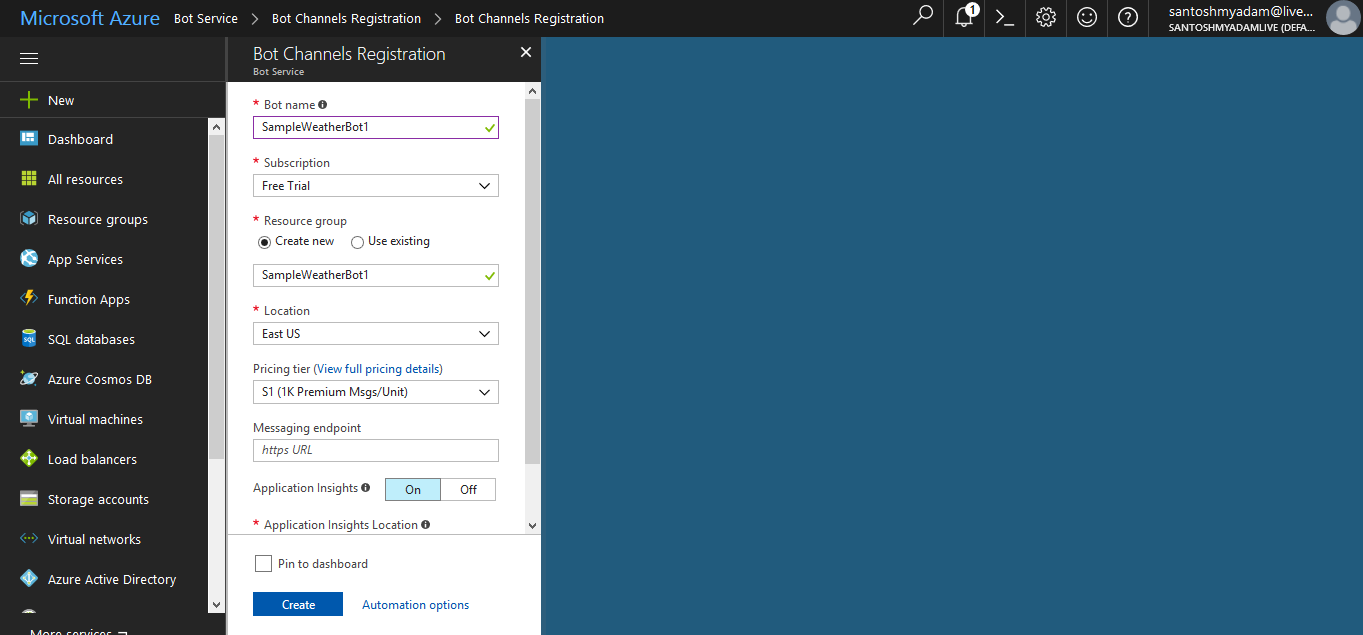 Microsoft Azure Bot Service > Bot Channels Registration > Bot Channels Registration
1
santoshmyadam@live...
SANTOSHMYADAMLIVE (DEFA...
New
Dashboard
All resources
Resource groups
App Services
Function Apps
SQL
SQL databases
Azure Cosmos DB
Virtual machines
Load balancers
Storage accounts
Virtual networks
Azure Active Directory
More services
Bot Channels Registration
Bot Service
* Bot name
SampleWeatherBot1
* Subscription
Free Trial
* Resource group
Create new Use existing
SampleWeatherBot1
* Location
East US
Pricing tier (View full pricing details)
S1 (1K Premium Msgs/Unit)
Messaging endpoint
https URL
Application Insights On Off
* Application Insights Location
Pin to dashboard
Create Automation options